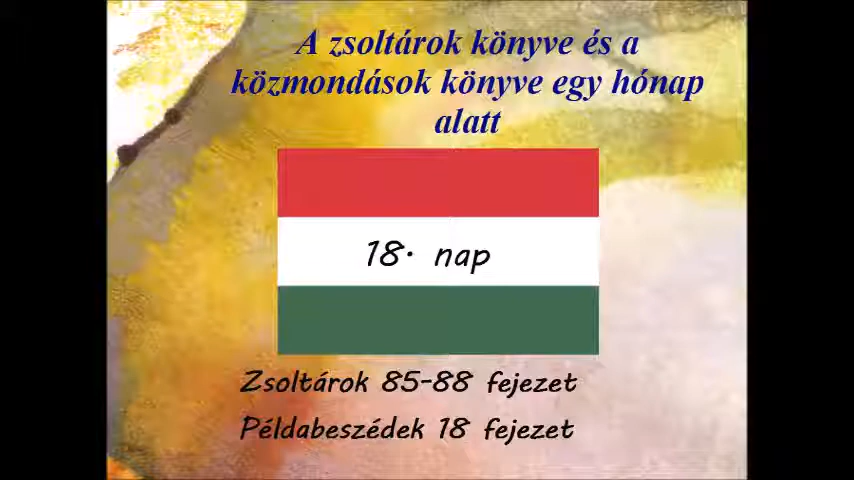 A zsoltárok könyve és a
közmondások könyve egy hónap
alatt
18. nap
Zsoltárok 85-88 fejezet
Példabeszédek 18 fejezet